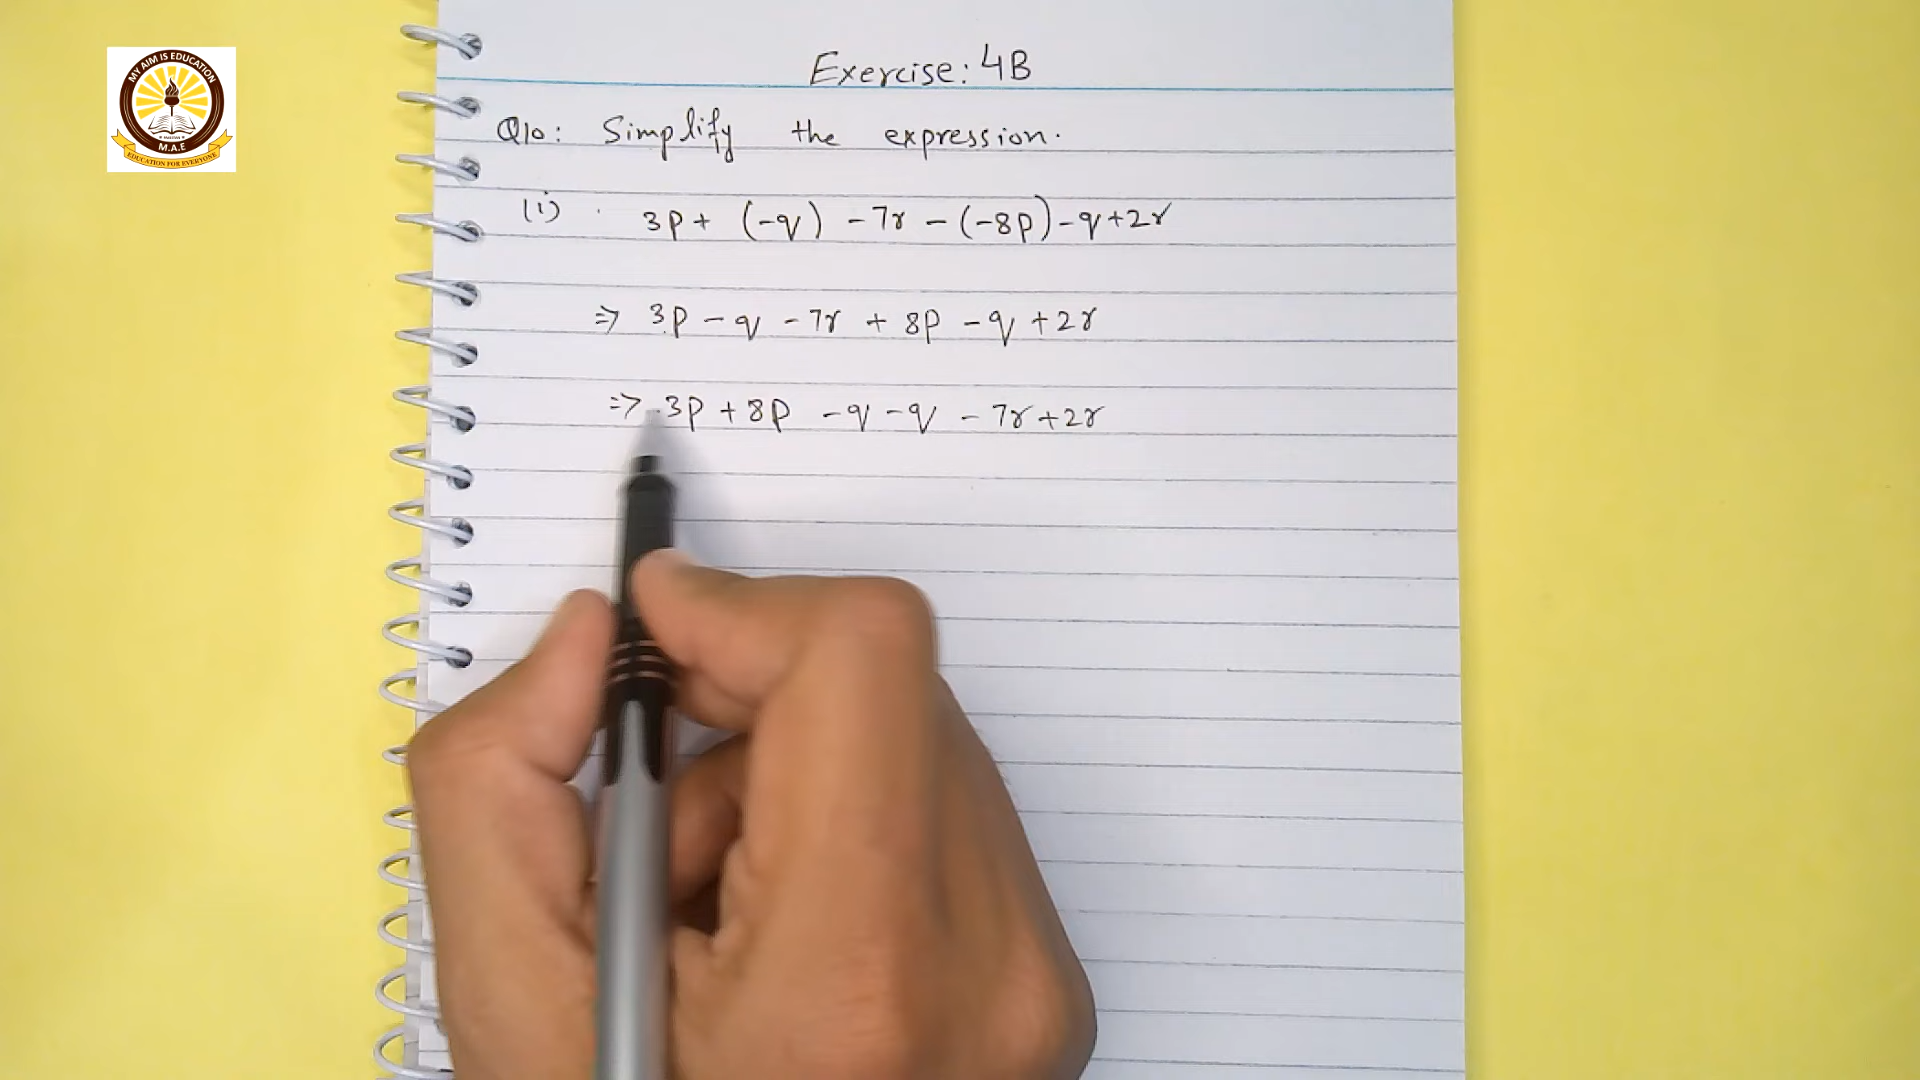 MY AIM IS EDUCATION
M.A.E
EDUCATION FOR EVERYONE
Exercise: 4B
Q10: Simplify the expression.
(i) 3p + (-q) - 7r - (-8p) - q + 2r
=> 3p - q - 7r + 8p - q + 2r
=> 3p + 8p - q - q - 7r + 2r